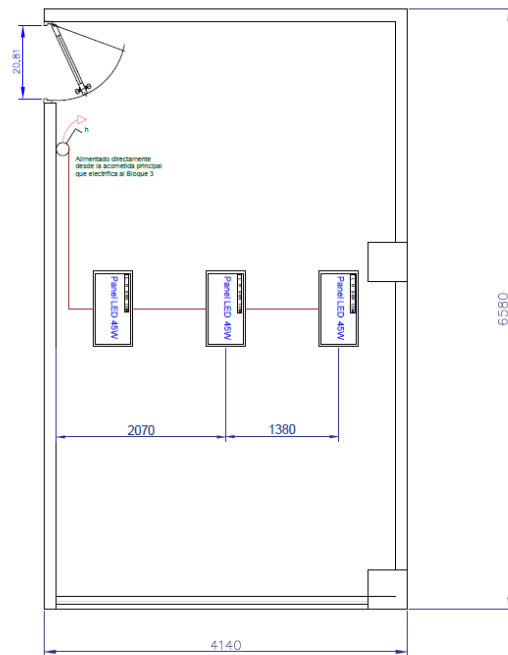 20,81
h
Alimentado directamente
desde la acometida principal
que electrifica al Bloque 3
Panel LED 45W
Panel LED 45W
Panel LED 45W
6580
2070
1380
4140